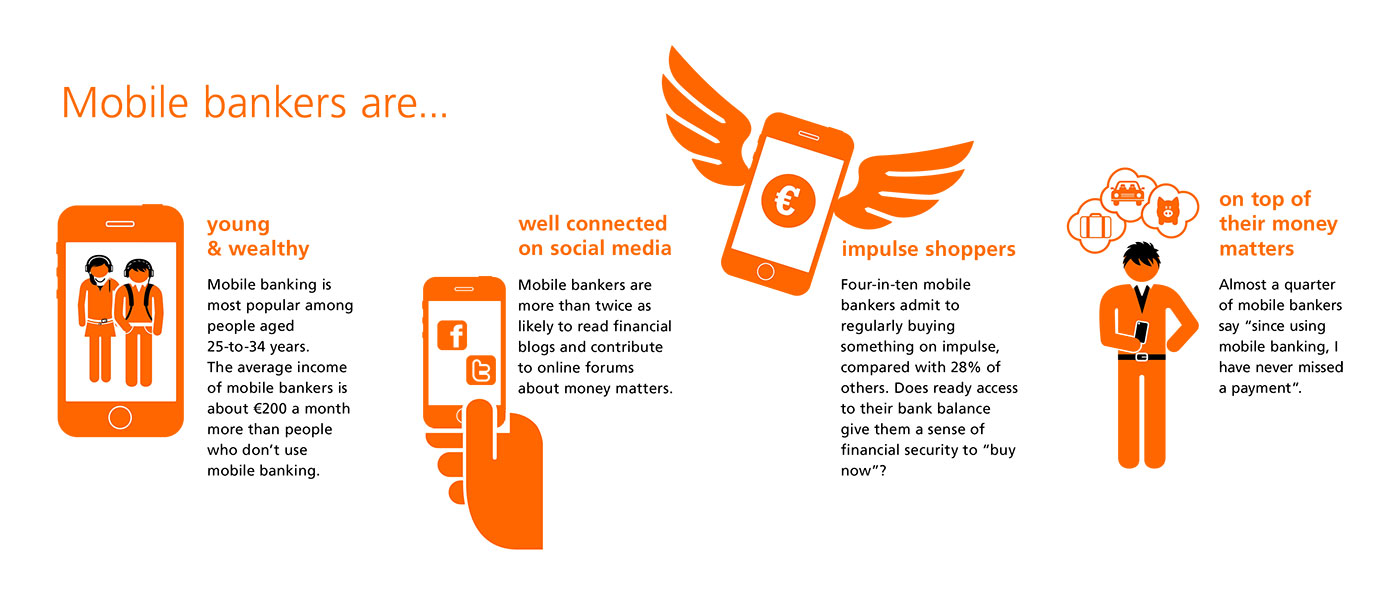 Mobile bankers are...
young
& wealthy
Mobile banking is
most popular among
people aged
25-to-34 years.
The average income
of mobile bankers is
about €200 a month
more than people
who don’t use
mobile banking.
f
t
well connected
on social media
Mobile bankers are
more than twice as
likely to read financial
blogs and contribute
to online forums
about money matters.
€
impulse shoppers
Four-in-ten mobile
bankers admit to
regularly buying
something on impulse,
compared with 28% of
others. Does ready access
to their bank balance
give them a sense of
financial security to “buy
now”?
on top of
their money
matters
Almost a quarter
of mobile bankers
say “since using
mobile banking, I
have never missed
a payment“.